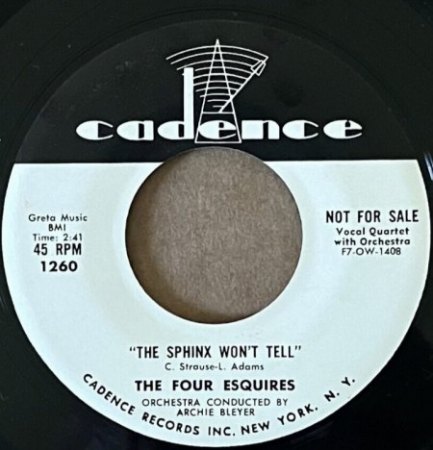 cadence
Greta Music
BMI
Time: 2:41
45 RPM
1260
NOT FOR SALE
Vocal Quartet
with Orchestra
F7-OW-1408
"THE SPHINX WON'T TELL"
C. Strause-L. Adams
THE FOUR ESQUIRES
ORCHESTRA CONDUCTED BY
ARCHIE BLEYER
CADENCE RECORDS INC. NEW YORK, N. Y.